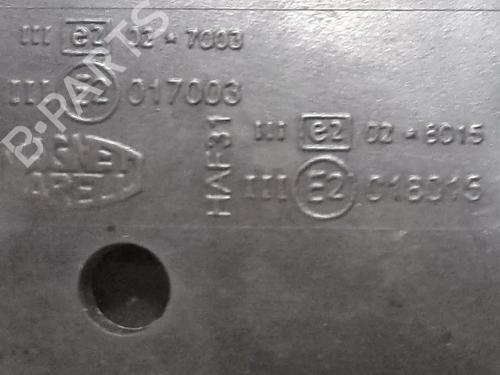 III e2 02*7003
III E2 017003
HAF31
III e2 02*8015
III E2 018015
B-PARTS